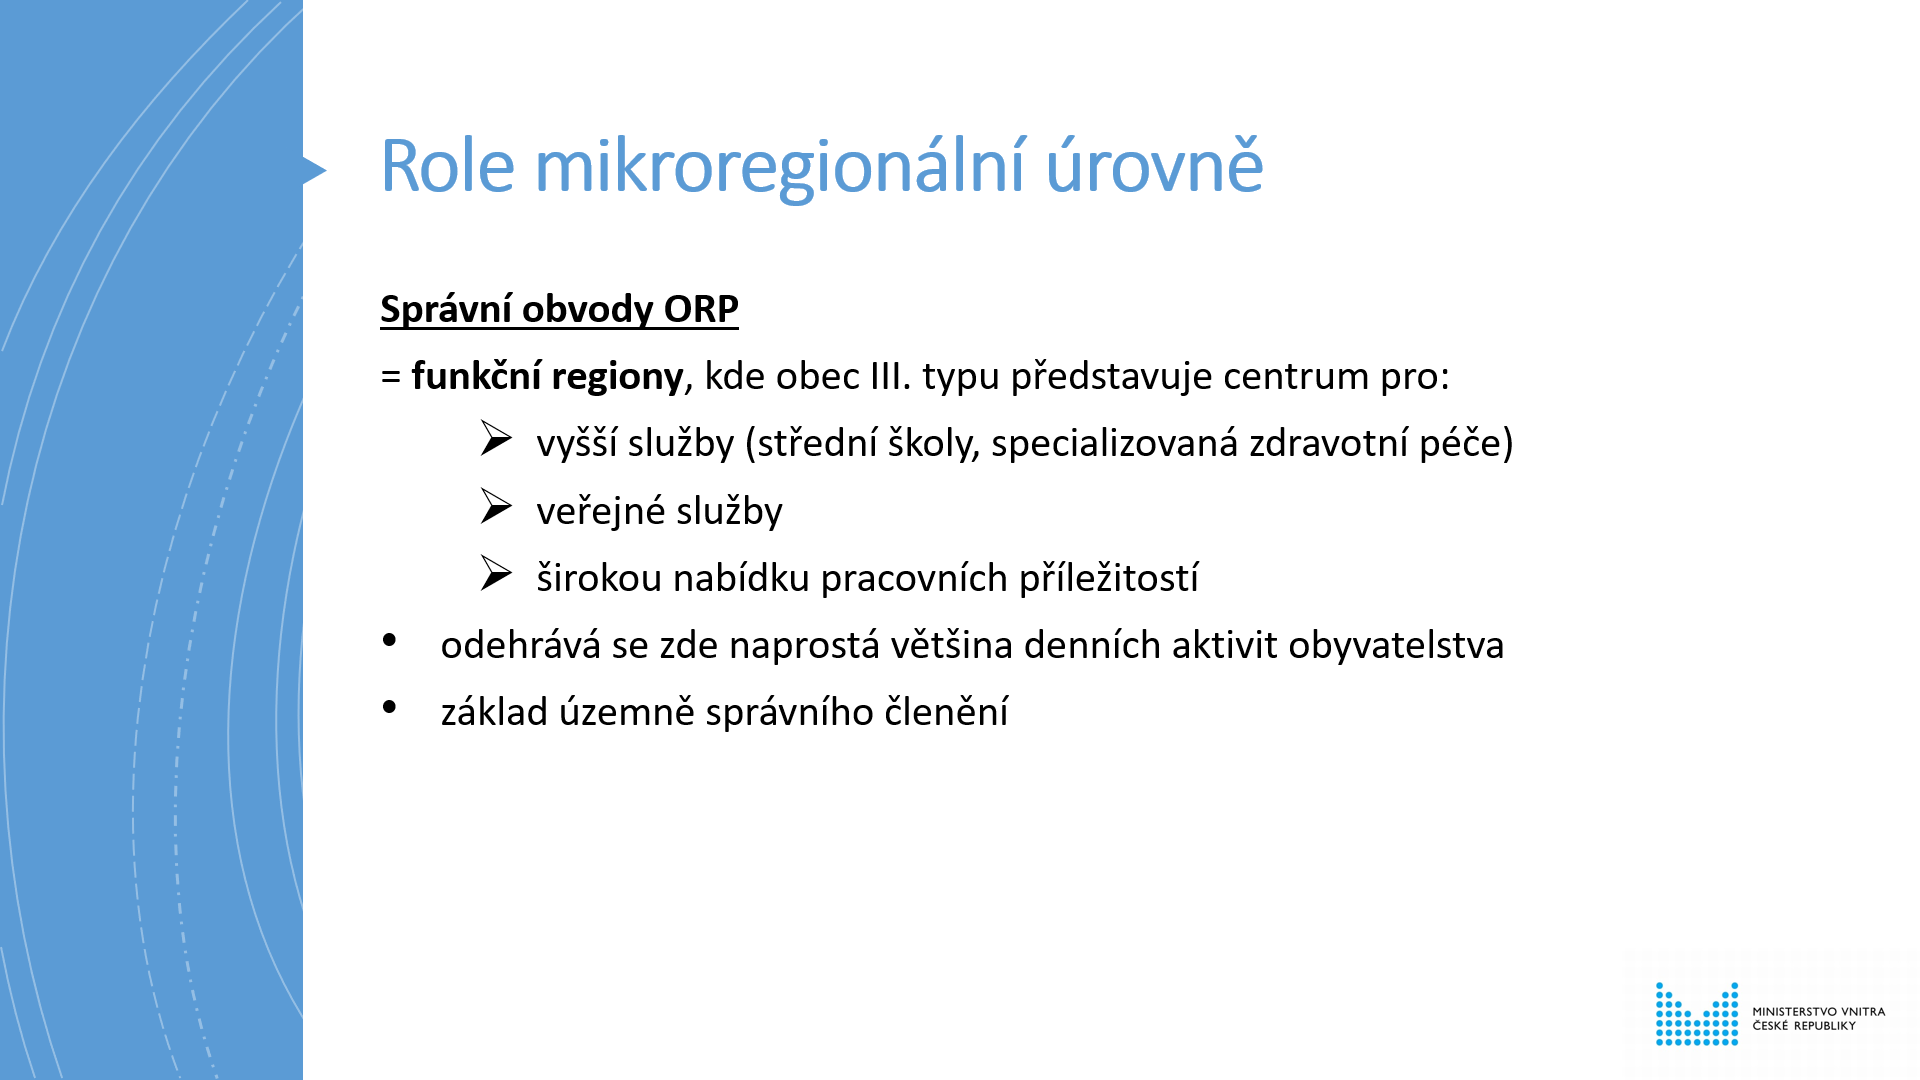 Role mikroregionální úrovně
Správní obvody ORP
= funkční regiony, kde obec III. typu představuje centrum pro:
➢ vyšší služby (střední školy, specializovaná zdravotní péče)
➢ veřejné služby
➢ širokou nabídku pracovních příležitostí
• odehrává se zde naprostá většina denních aktivit obyvatelstva
• základ územně správního členění
MINISTERSTVO VNITRA
ČESKÉ REPUBLIKY